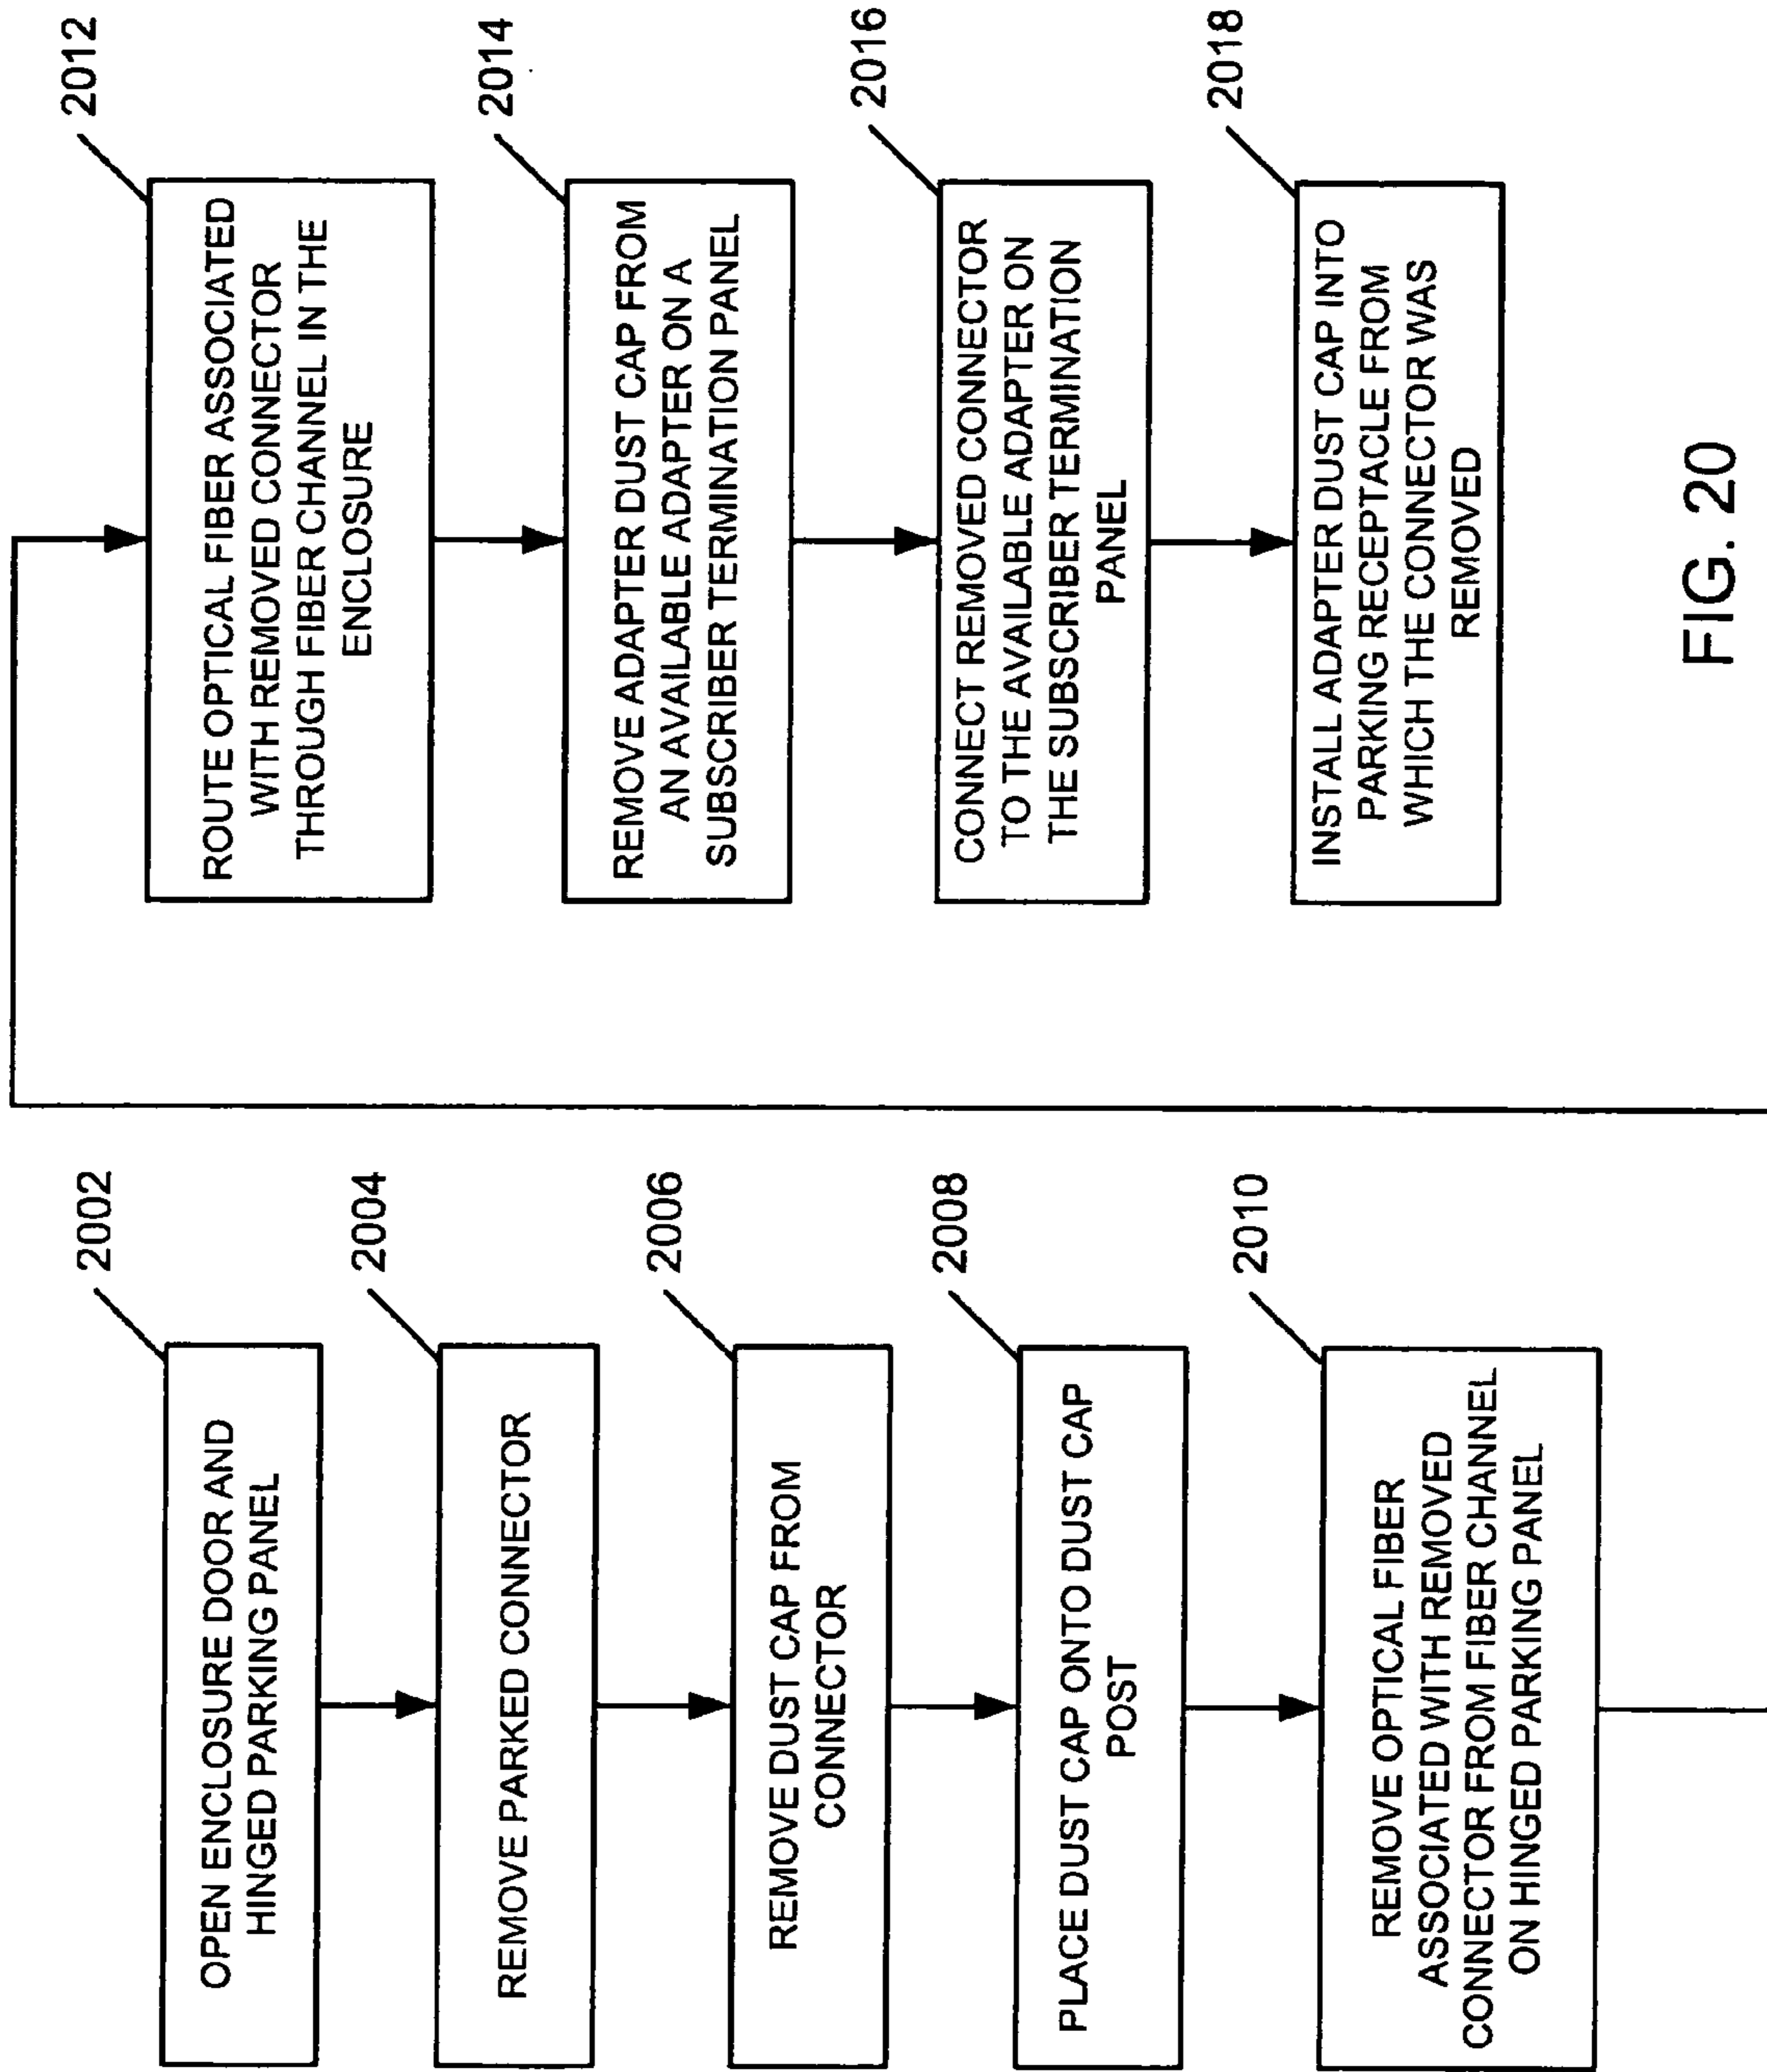 2002
OPEN ENCLOSURE DOOR AND
HINGED PARKING PANEL
2004
REMOVE PARKED CONNECTOR
2006
REMOVE DUST CAP FROM
CONNECTOR
2008
PLACE DUST CAP ONTO DUST CAP
POST
2010
REMOVE OPTICAL FIBER
ASSOCIATED WITH REMOVED
CONNECTOR FROM FIBER CHANNEL
ON HINGED PARKING PANEL
2012
ROUTE OPTICAL FIBER ASSOCIATED
WITH REMOVED CONNECTOR
THROUGH FIBER CHANNEL IN THE
ENCLOSURE
2014
REMOVE ADAPTER DUST CAP FROM
AN AVAILABLE ADAPTER ON A
SUBSCRIBER TERMINATION PANEL
2016
CONNECT REMOVED CONNECTOR
TO THE AVAILABLE ADAPTER ON
THE SUBSCRIBER TERMINATION
PANEL
2018
INSTALL ADAPTER DUST CAP INTO
PARKING RECEPTACLE FROM
WHICH THE CONNECTOR WAS
REMOVED
FIG. 20